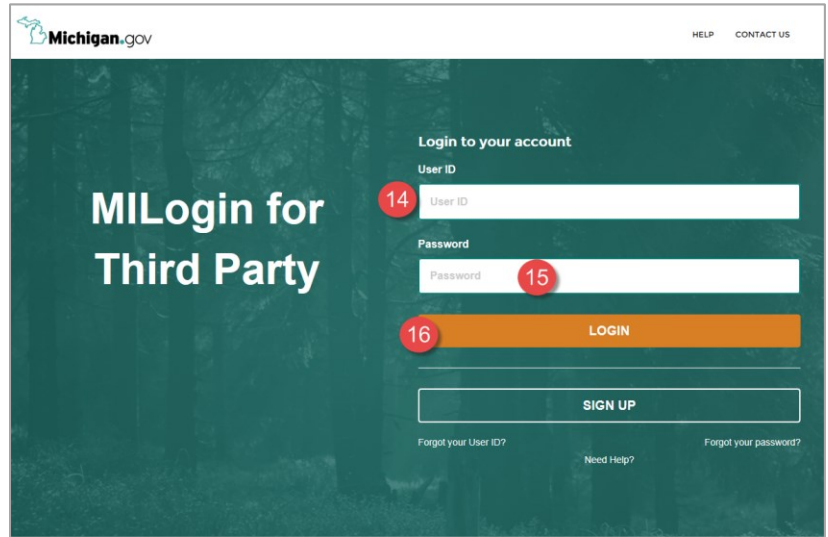 Michigan.gov
HELP CONTACT US
MILogin for
Third Party
Login to your account
User ID
14
User ID
Password
Password
15
16
LOGIN
SIGN UP
Forgot your User ID?
Forgot your password?
Need Help?